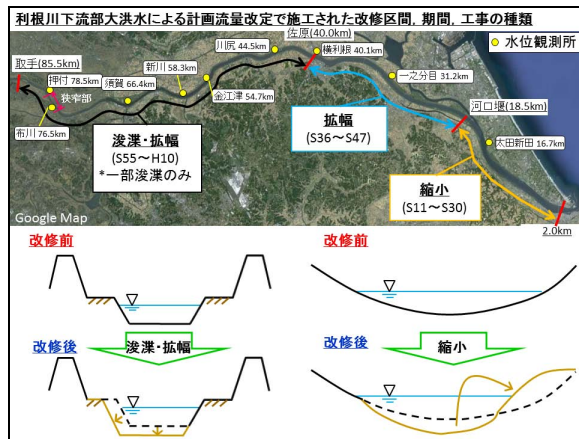 利根川下流部大洪水による計画流量改定で施工された改修区間，期間，工事の種類
佐原(40.0km)
川尻 44.5km
横利根 40.1km
水位観測所
取手(85.5km)
新川 58.3km
押付 78.5km
須賀 66.4km
一之分目 31.2km
狭窄部
金江津 54.7km
河口堰(18.5km)
布川 76.5km
拡幅
(S36～S47)
浚渫・拡幅
(S55～H10)
*一部浚渫のみ
太田新田 16.7km
縮小
(S11～S30)
Google Map
2.0km
改修前
改修前
改修後
浚渫・拡幅
改修後
縮小